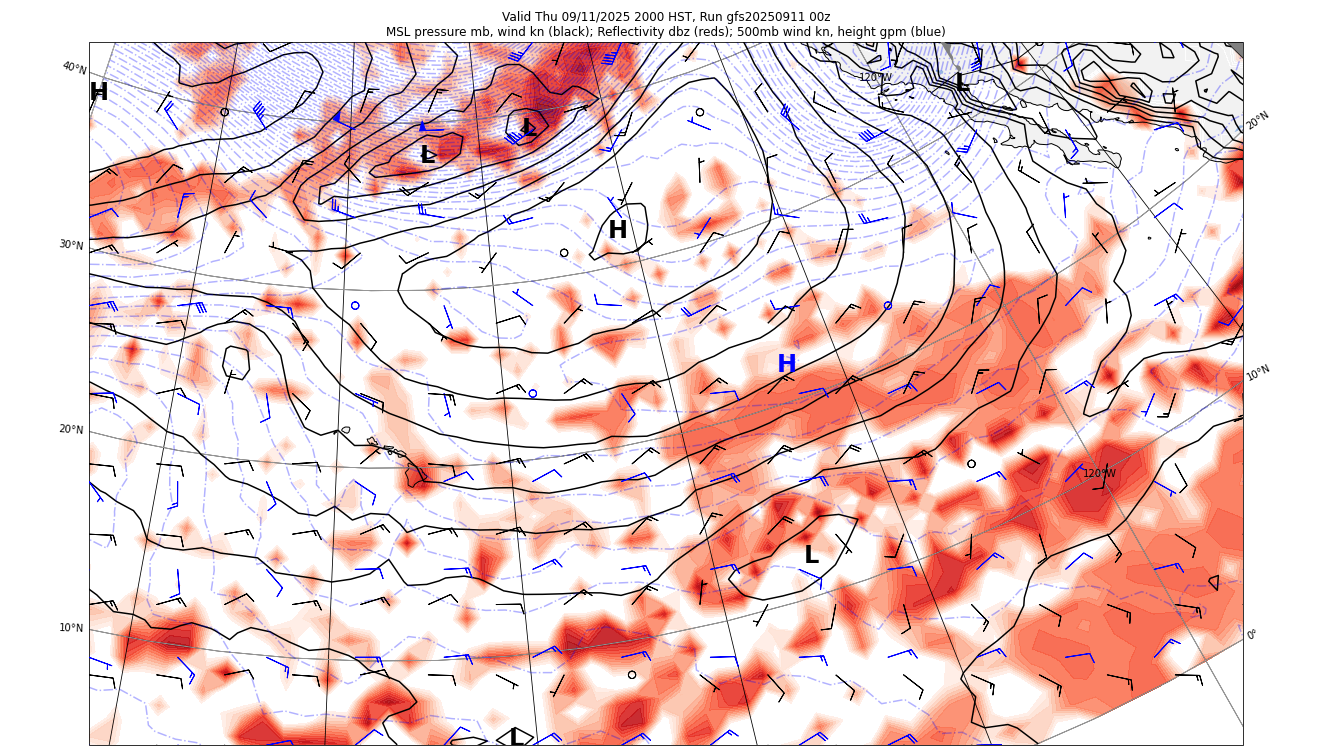 Valid Thu 09/11/2025 2000 HST, Run gfs20250911 00z
MSL pressure mb, wind kn (black); Reflectivity dbz (reds); 500mb wind kn, height gpm (blue)
40°N
120°W
L
H
20°N
L
L
H
30°N
H
10°N
20°N
120°W
L
10°N
0°
L